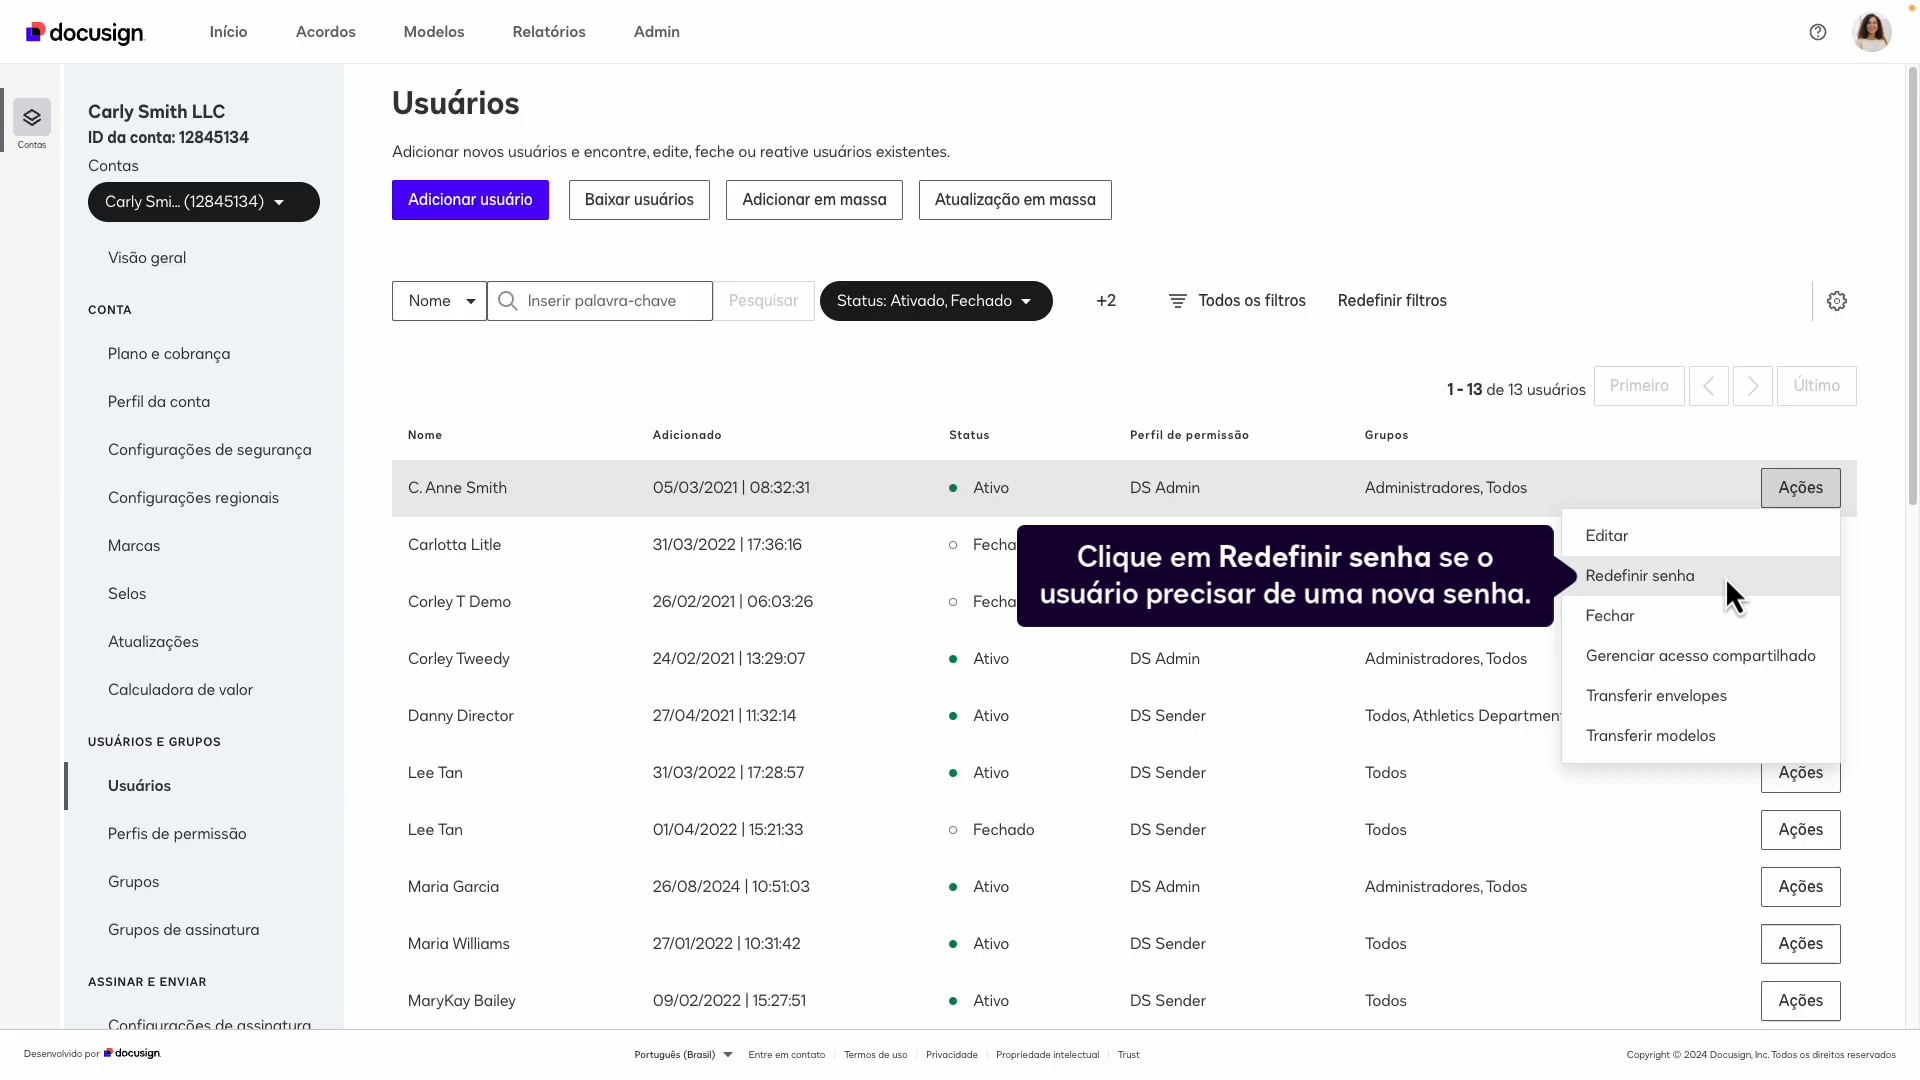 docusign
Início
Acordos
Modelos
Relatórios
Admin
Contas
Carly Smith LLC
ID da conta: 12845134
Contas
Carly Smi... (12845134)
Visão geral
CONTA
Plano e cobrança
Perfil da conta
Configurações de segurança
Configurações regionais
Marcas
Selos
Atualizações
Calculadora de valor
USUÁRIOS E GRUPOS
Usuários
Perfis de permissão
Grupos
Grupos de assinatura
ASSINAR E ENVIAR
Configurações de assinatura
Usuários
Adicionar novos usuários e encontre, edite, feche ou reative usuários existentes.
Adicionar usuário
Baixar usuários
Adicionar em massa
Atualização em massa
Nome
Inserir palavra-chave
Pesquisar
Status: Ativado, Fechado
+2
Todos os filtros
Redefinir filtros
1 - 13 de 13 usuários
Primeiro
Último
Nome Adicionado Status Perfil de permissão Grupos
C. Anne Smith 05/03/2021 | 08:32:31 Ativo DS Admin Administradores, Todos Ações
Carlotta Litle 31/03/2022 | 17:36:16 Fecha
Corley T Demo 26/02/2021 | 06:03:26 Fecha
Corley Tweedy 24/02/2021 | 13:29:07 Ativo DS Admin Administradores, Todos
Danny Director 27/04/2021 | 11:32:14 Ativo DS Sender Todos, Athletics Department
Lee Tan 31/03/2022 | 17:28:57 Ativo DS Sender Todos Ações
Lee Tan 01/04/2022 | 15:21:33 Fechado DS Sender Todos Ações
Maria Garcia 26/08/2024 | 10:51:03 Ativo DS Admin Administradores, Todos Ações
Maria Williams 27/01/2022 | 10:31:42 Ativo DS Sender Todos Ações
MaryKay Bailey 09/02/2022 | 15:27:51 Ativo DS Sender Todos Ações
Clique em Redefinir senha se o
usuário precisar de uma nova senha.
Editar
Redefinir senha
Fechar
Gerenciar acesso compartilhado
Transferir envelopes
Transferir modelos
Desenvolvido por docusign
Português (Brasil)
Entre em contato
Termos de uso
Privacidade
Propriedade intelectual
Trust
Copyright © 2024 Docusign, Inc. Todos os direitos reservados